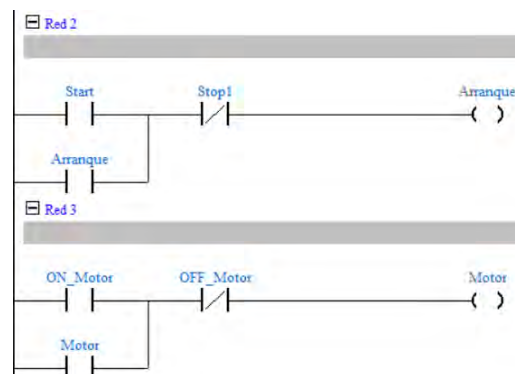 Red 2
Start Stop1 Arranque
Arranque
Red 3
ON_Motor OFF_Motor Motor
Motor